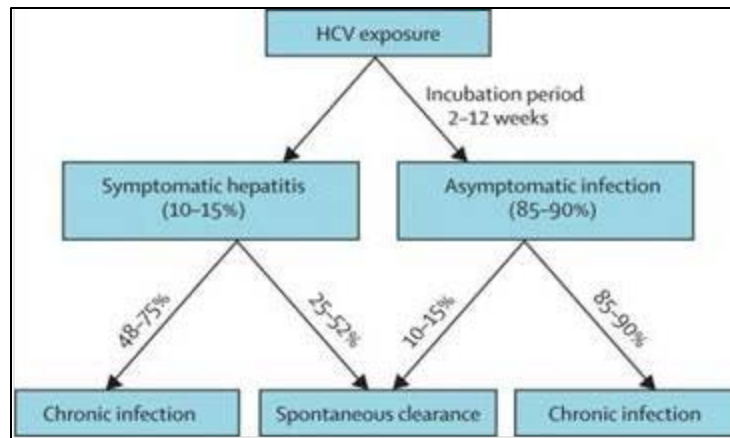 HCV exposure
Incubation period
2–12 weeks
Symptomatic hepatitis
(10–15%)
Asymptomatic infection
(85–90%)
48–75%
25–52%
10–15%
85–90%
Chronic infection
Spontaneous clearance
Chronic infection